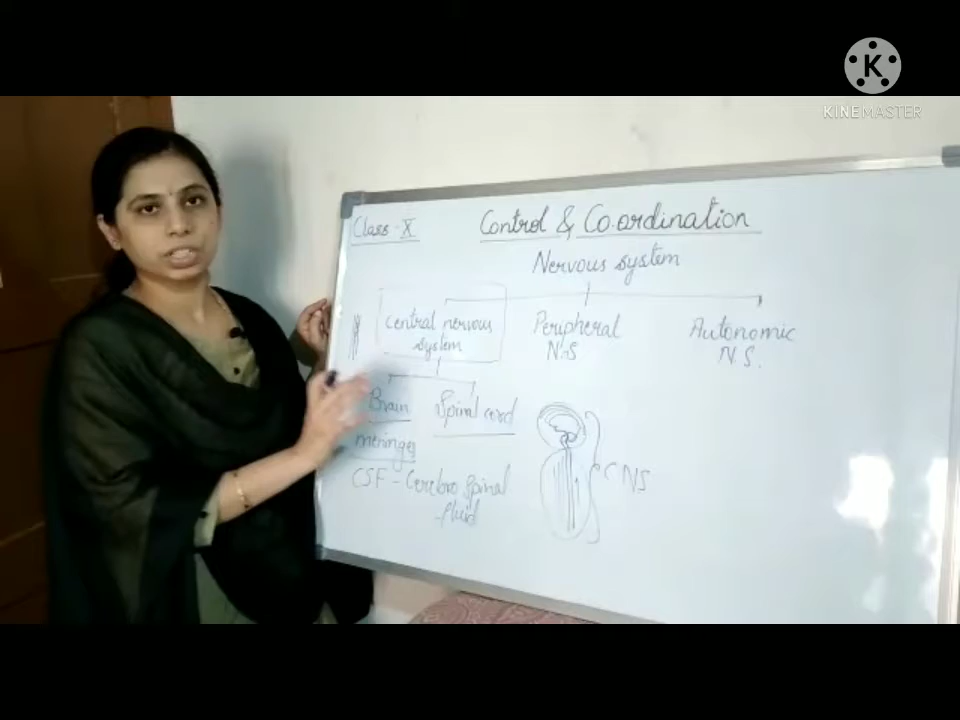 K
KINEMASTER
Class - X
Control & Co.ordination
Nervous system
Central nervous
system
Peripheral
N.S
Autonomic
N.S.
Brain
Spinal cord
meninges
CSF - Cerebro Spinal
fluid
CNS